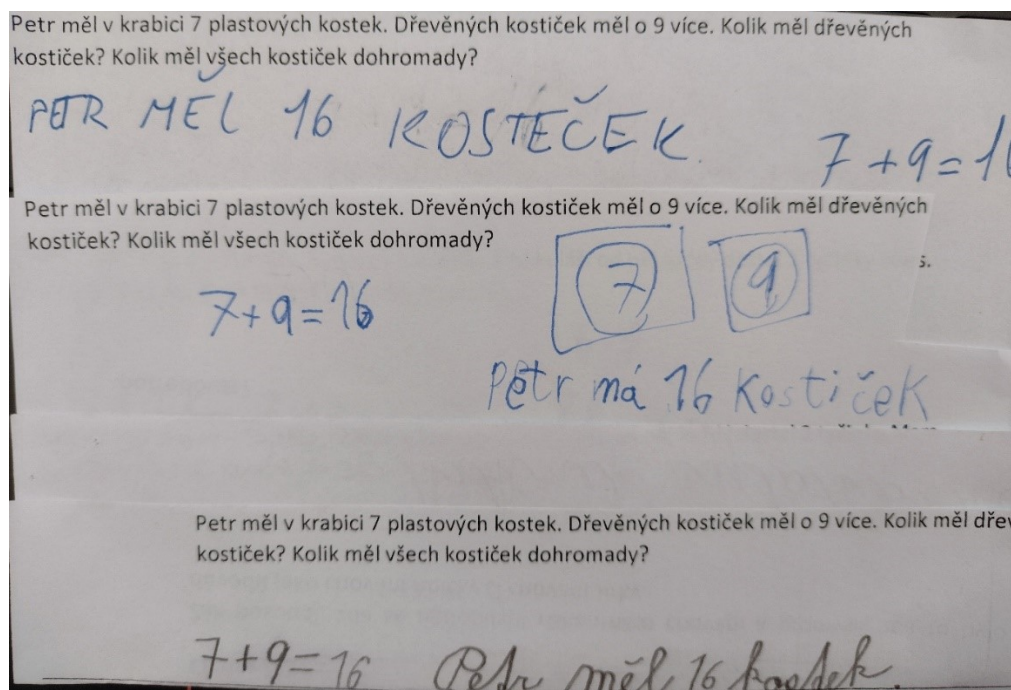 Petr měl v krabici 7 plastových kostek. Dřevěných kostiček měl o 9 více. Kolik měl dřevěných
kostiček? Kolik měl všech kostiček dohromady?
PETR MĚL 16 KOSTEČEK.
7+9=16
Petr měl v krabici 7 plastových kostek. Dřevěných kostiček měl o 9 více. Kolik měl dřevěných
kostiček? Kolik měl všech kostiček dohromady?
s.
7 9
7+9=16
Petr má 16 kostiček
Petr měl v krabici 7 plastových kostek. Dřevěných kostiček měl o 9 více. Kolik měl dřev
kostiček? Kolik měl všech kostiček dohromady?
7+9=16 Petr měl 16 kostek.